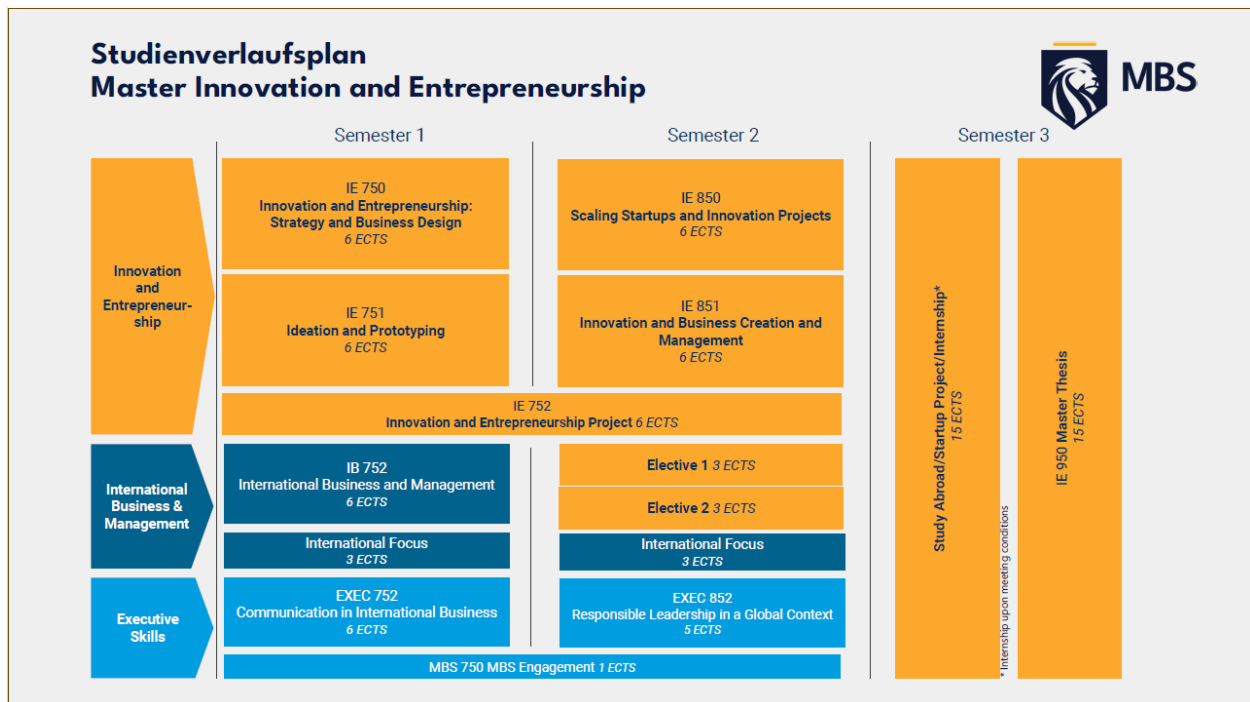 Studienverlaufsplan
Master Innovation and Entrepreneurship
MBS
Semester 1
Semester 2
Semester 3
Innovation
and
Entrepreneur-
ship
IE 750
Innovation and Entrepreneurship:
Strategy and Business Design
6 ECTS
IE 850
Scaling Startups and Innovation Projects
6 ECTS
IE 751
Ideation and Prototyping
6 ECTS
IE 851
Innovation and Business Creation and
Management
6 ECTS
IE 752
Innovation and Entrepreneurship Project 6 ECTS
International
Business &
Management
IB 752
International Business and Management
6 ECTS
Elective 1 3 ECTS
Elective 2 3 ECTS
International Focus
3 ECTS
International Focus
3 ECTS
Executive
Skills
EXEC 752
Communication in International Business
6 ECTS
EXEC 852
Responsible Leadership in a Global Context
5 ECTS
MBS 750 MBS Engagement 1 ECTS
Study Abroad/Startup Project/Internship*
15 ECTS
* Internship upon meeting conditions
IE 950 Master Thesis
15 ECTS